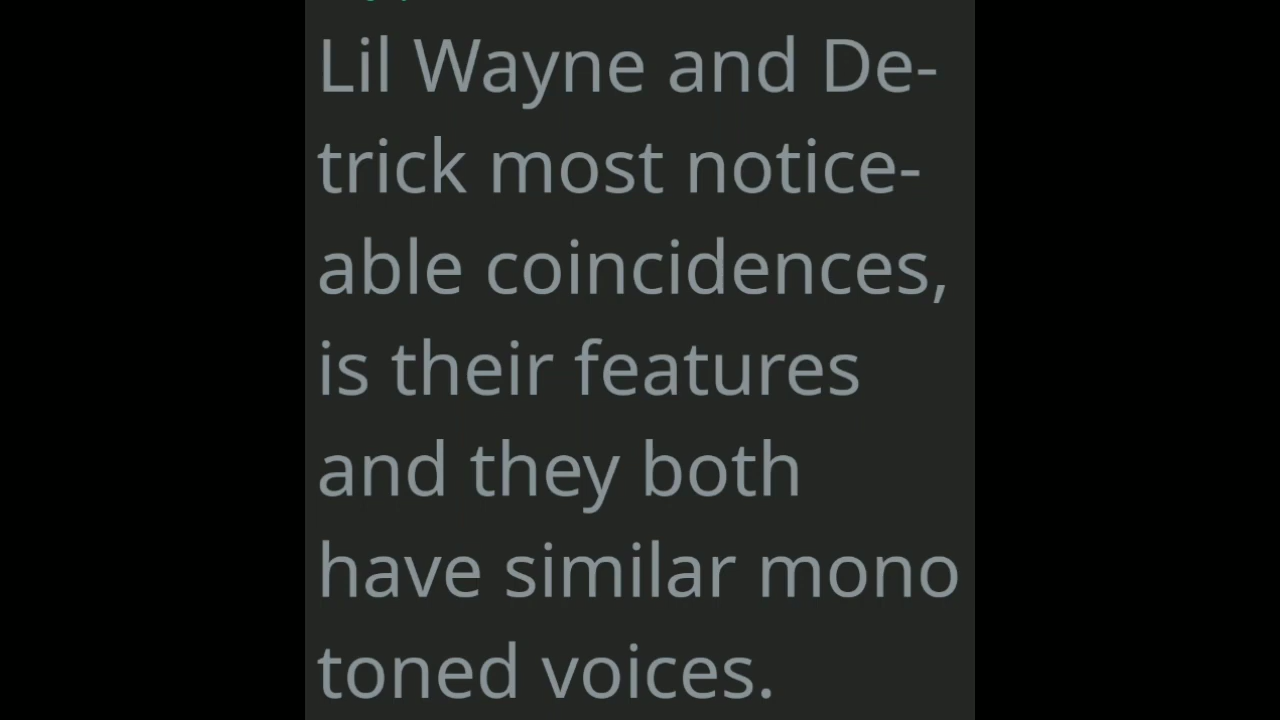 Lil Wayne and De-
trick most notice-
able coincidences,
is their features
and they both
have similar mono
toned voices.